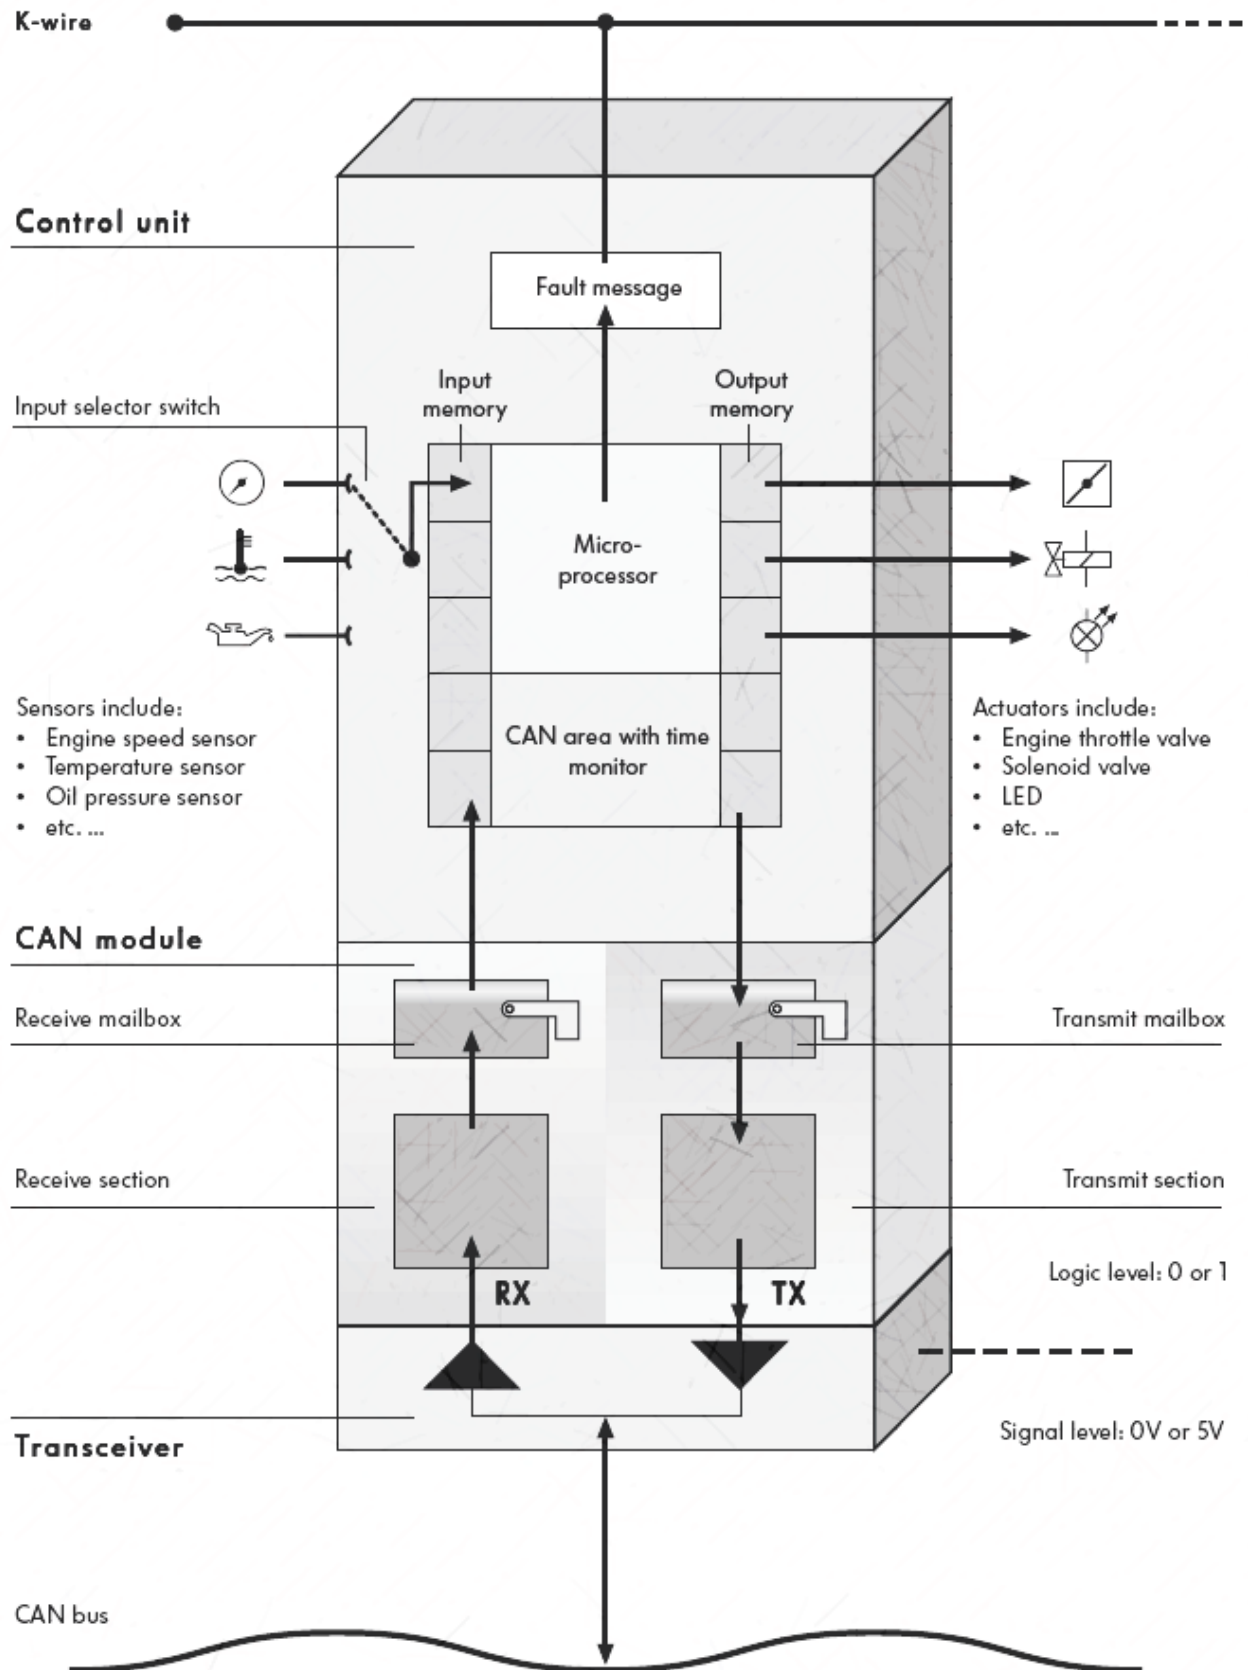 K-wire
Control unit
Fault message
Input
memory
Output
memory
Input selector switch
Micro-
processor
Sensors include:
• Engine speed sensor
• Temperature sensor
• Oil pressure sensor
• etc. ...
CAN area with time
monitor
Actuators include:
• Engine throttle valve
• Solenoid valve
• LED
• etc. ...
CAN module
Receive mailbox
Transmit mailbox
Receive section
Transmit section
RX
TX
Logic level: 0 or 1
Transceiver
Signal level: 0V or 5V
CAN bus